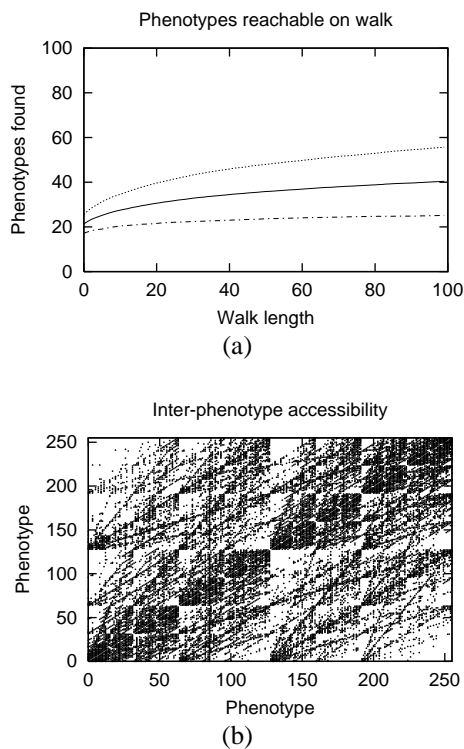 Phenotypes reachable on walk
100
80
60
40
20
0
Phenotypes found
0 20 40 60 80 100
Walk length
(a)
Inter-phenotype accessibility
250
200
150
100
50
0
Phenotype
0 50 100 150 200 250
Phenotype
(b)